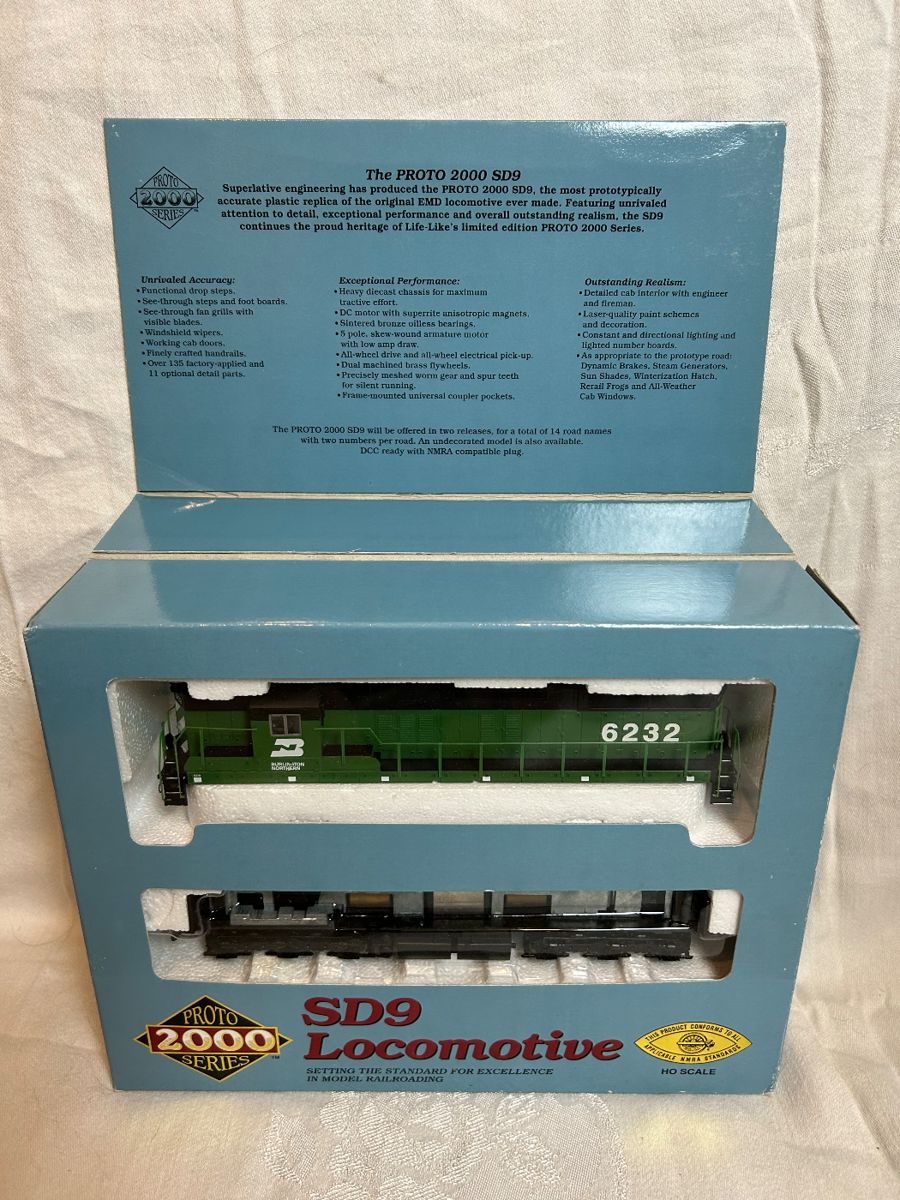 PROTO
2000
SERIES
The PROTO 2000 SD9
Superlative engineering has produced the PROTO 2000 SD9, the most prototypically
accurate plastic replica of the original EMD locomotive ever made. Featuring unrivaled
attention to detail, exceptional performance and overall outstanding realism, the SD9
continues the proud heritage of Life-Like's limited edition PROTO 2000 Series.
Unrivaled Accuracy:
• Functional drop steps.
• See-through steps and foot boards.
• See-through fan grills with
visible blades.
• Windshield wipers.
• Working cab doors.
• Finely crafted handrails.
• Over 135 factory-applied and
11 optional detail parts.
Exceptional Performance:
• Heavy diecast chassis for maximum
tractive effort.
• DC motor with superrite anisotropic magnets.
• Sintered bronze oilless bearings.
• 5 pole, skew-wound armature motor
with low amp draw.
• All-wheel drive and all-wheel electrical pick-up.
• Dual machined brass flywheels.
• Precisely meshed worm gear and spur teeth
for silent running.
• Frame-mounted universal coupler pockets.
Outstanding Realism:
• Detailed cab interior with engineer
and fireman.
• Laser-quality paint schemes
and decoration.
• Constant and directional lighting and
lighted number boards.
• As appropriate to the prototype road:
Dynamic Brakes, Steam Generators,
Sun Shades, Winterization Hatch,
Rerail Frogs and All-Weather
Cab Windows.
The PROTO 2000 SD9 will be offered in two releases, for a total of 14 road names
with two numbers per road. An undecorated model is also available.
DCC ready with NMRA compatible plug.
6232
BURLINGTON
NORTHERN
PROTO
2000
SERIES™
SD9
Locomotive
SETTING THE STANDARD FOR EXCELLENCE
IN MODEL RAILROADING
THIS PRODUCT CONFORMS TO ALL
APPLICABLE NMRA STANDARDS
HO SCALE